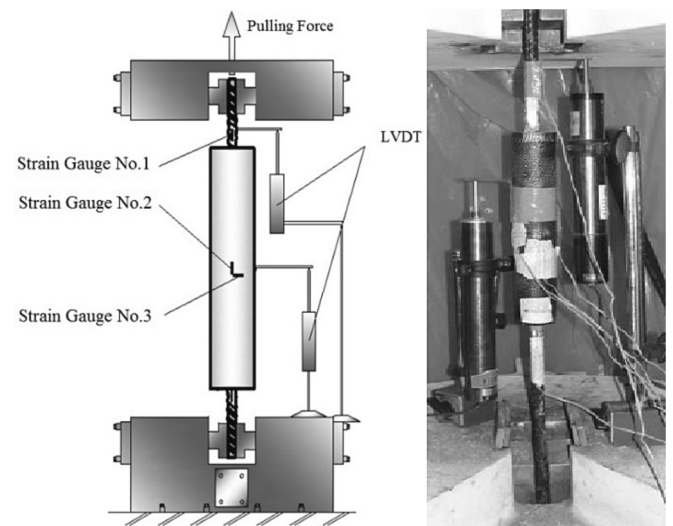 Pulling Force
LVDT
Strain Gauge No.1
Strain Gauge No.2
Strain Gauge No.3